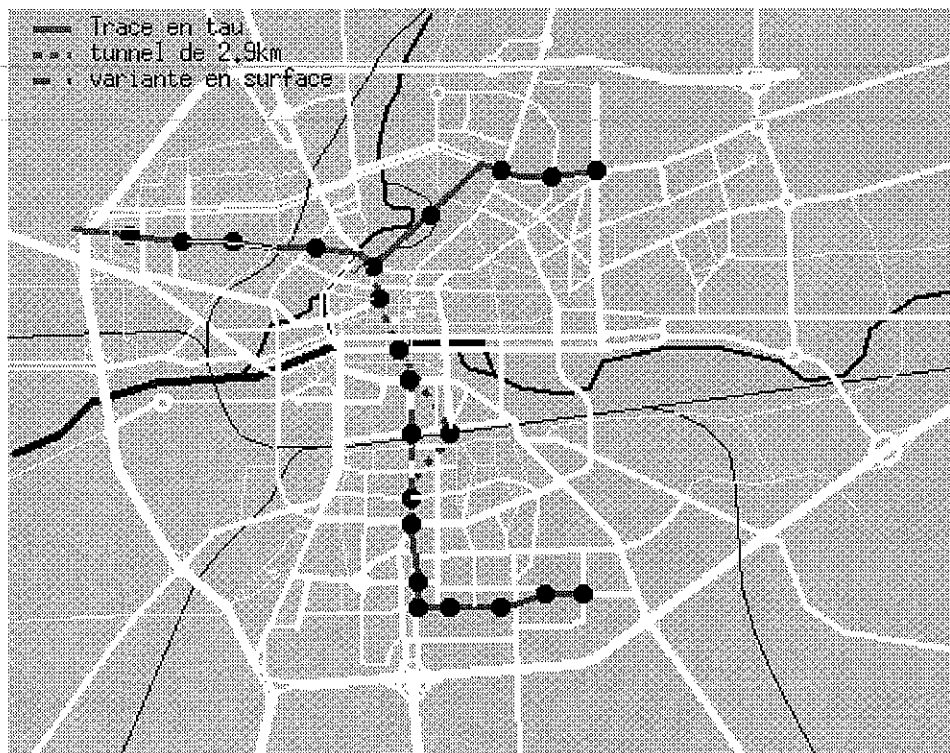 Trace en tau
tunnel de 2.9km
variante en surface